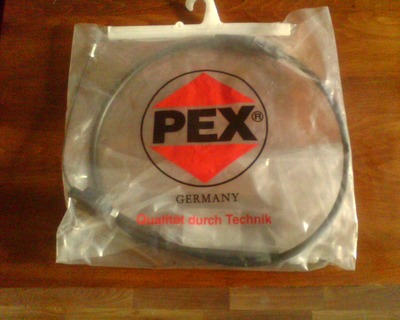 PEX®
GERMANY
Qualität durch Technik